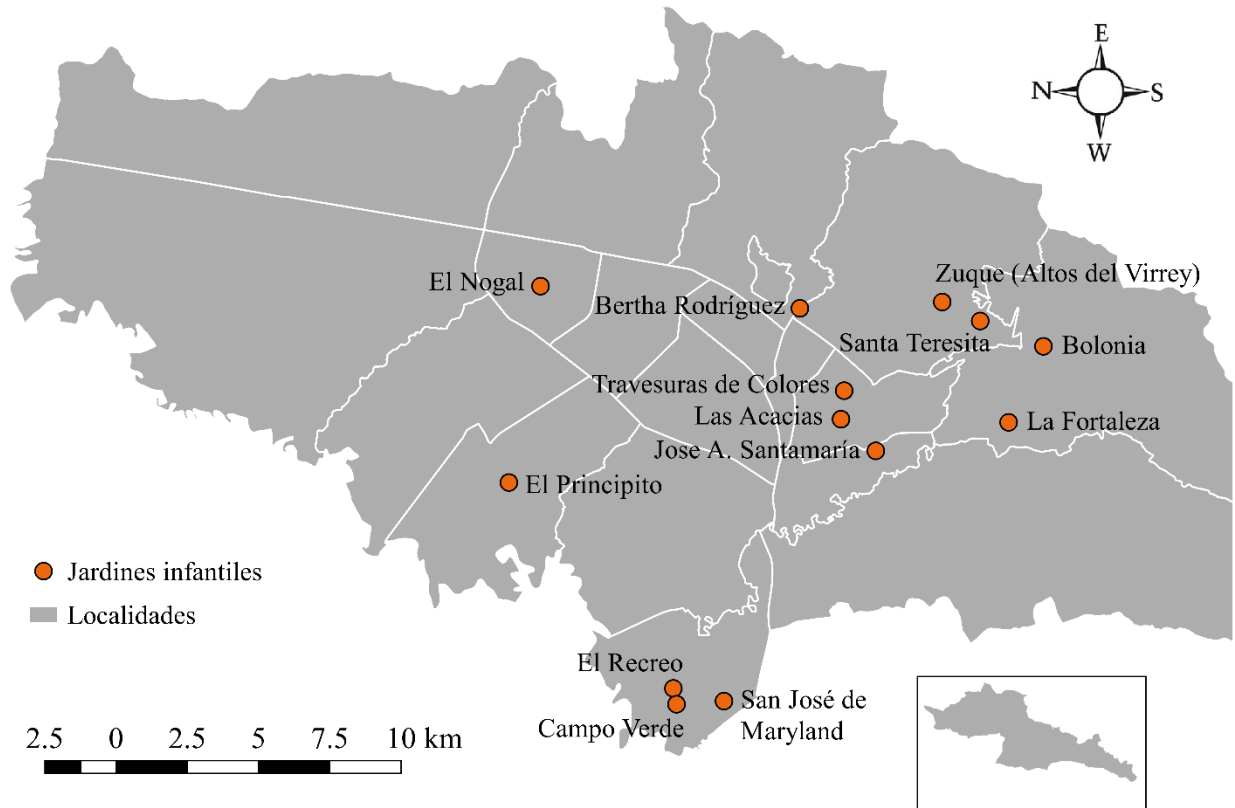 E
N
S
W
Zuque (Altos del Virrey)
El Nogal
Bertha Rodríguez
Santa Teresita
Bolonia
Travesuras de Colores
Las Acacias
La Fortaleza
Jose A. Santamaría
El Principito
Jardines infantiles
Localidades
El Recreo
San José de
Maryland
Campo Verde
2.5 0 2.5 5 7.5 10 km